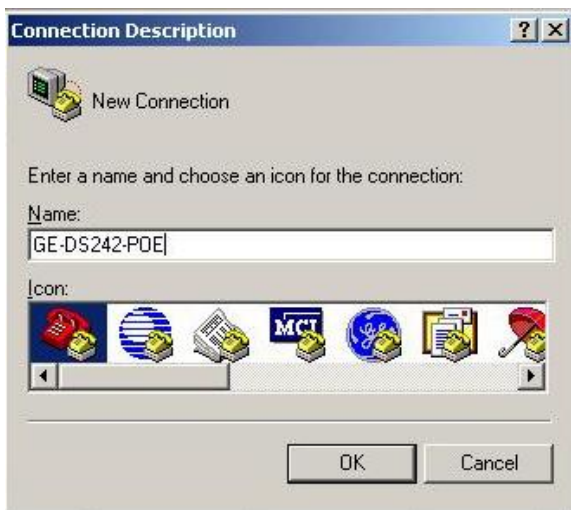 Connection Description
New Connection
Enter a name and choose an icon for the connection:
Name:
GE-DS242-POE
Icon:
MCI
OK
Cancel